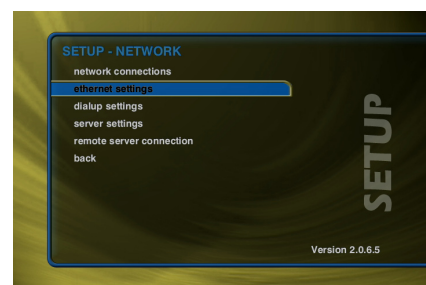 SETUP - NETWORK
network connections
ethernet settings
dialup settings
server settings
remote server connection
back
SETUP
Version 2.0.6.5